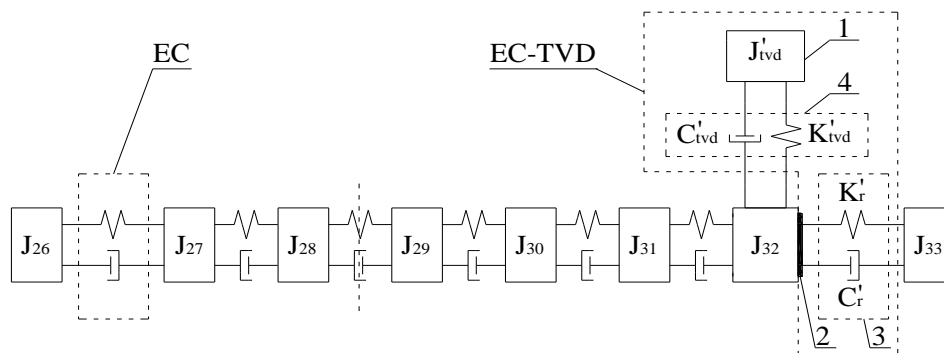 EC
EC-TVD
1
J'tvd
4
C'tvd
K'tvd
K'r
J26
J27
J28
J29
J30
J31
J32
J33
C'r
2
3